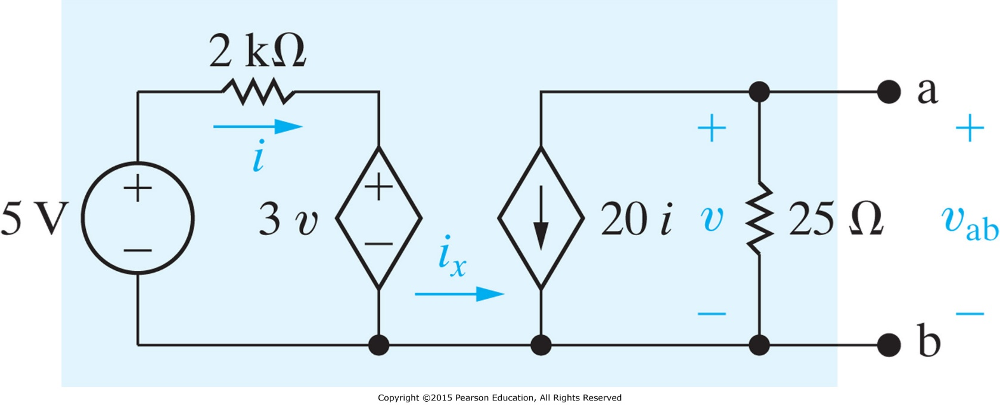 2 kΩ
i
+
+
a
+
5 V
+
−
3 v
+
−
i_x
20 i
v
25 Ω
v_ab
−
−
b
Copyright ©2015 Pearson Education, All Rights Reserved